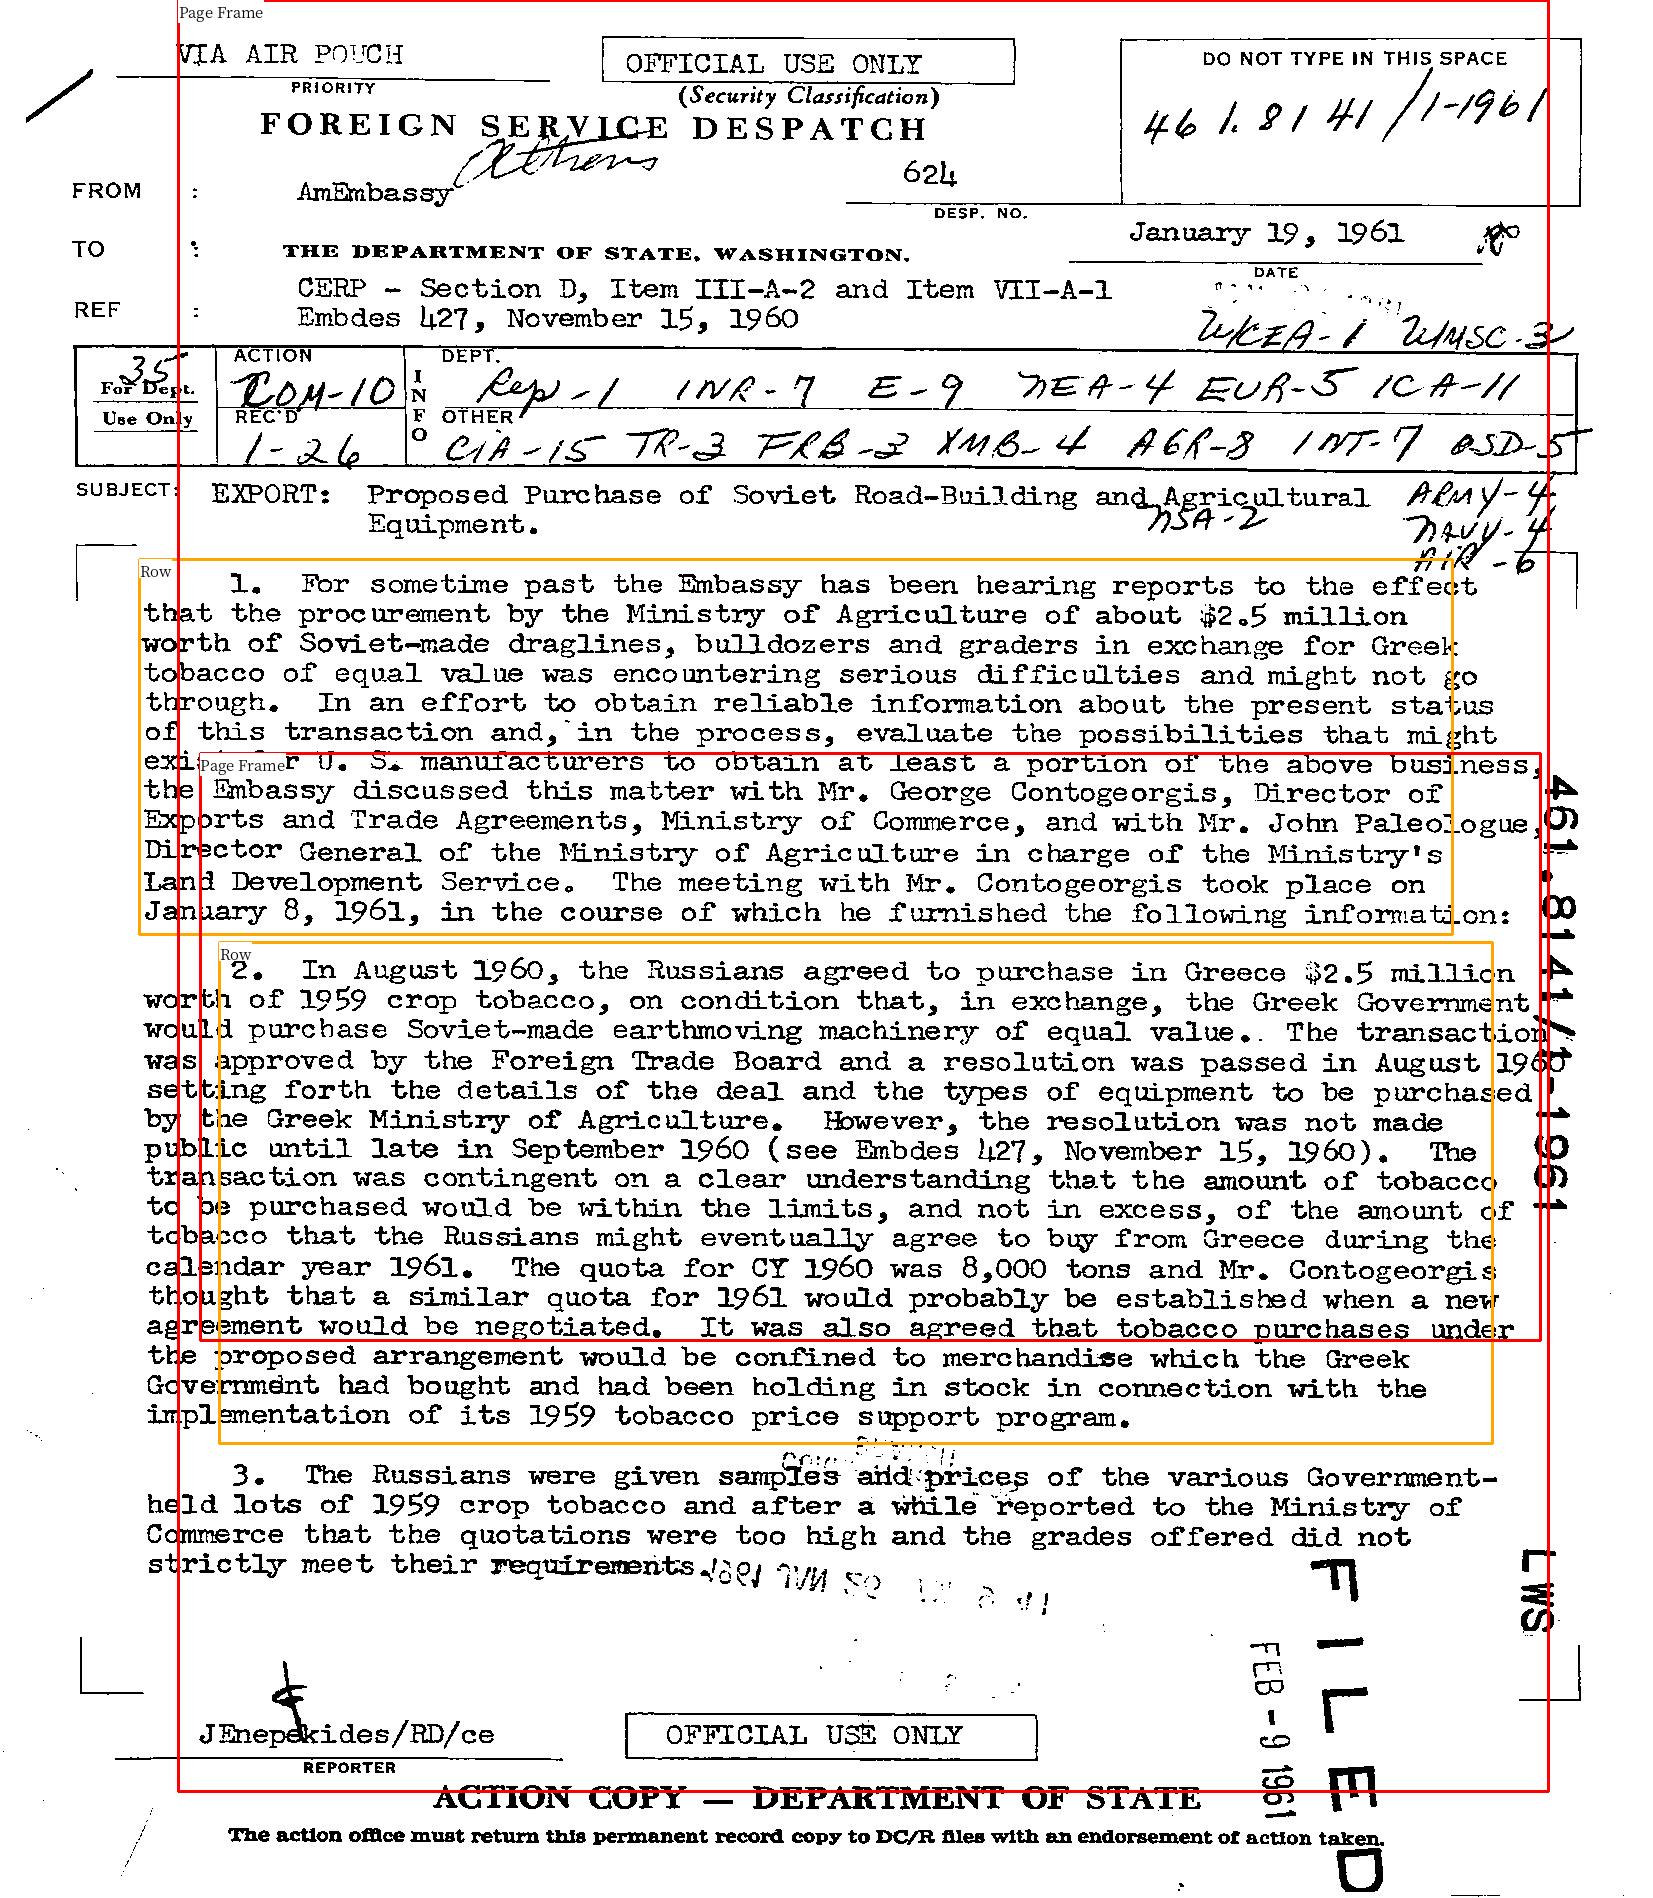 Page Frame
VIA AIR POUCH
PRIORITY
OFFICIAL USE ONLY
(Security Classification)
DO NOT TYPE IN THIS SPACE
461.8141/1-1961
FOREIGN SERVICE DESPATCH
Athens
FROM : AmEmbassy
624
DESP. NO.
January 19, 1961
DATE
TO : THE DEPARTMENT OF STATE, WASHINGTON.
REF : CERP - Section D, Item III-A-2 and Item VII-A-1
Embdes 427, November 15, 1960
WKEA-1 WMSC-3
35
For Dept.
Use Only
ACTION
COM-10
REC'D
1-26
INFO
DEPT.
Rep-1 INR-7 E-9 NEA-4 EUR-5 ICA-11
OTHER
CIA-15 TR-3 FRB-3 XMB-4 AGR-8 INT-7 OSD-5
SUBJECT: EXPORT: Proposed Purchase of Soviet Road-Building and Agricultural
Equipment.
NSA-2
ARMY-4
NAVY-4
AIR-6
Row
1. For sometime past the Embassy has been hearing reports to the effect
that the procurement by the Ministry of Agriculture of about $2.5 million
worth of Soviet-made draglines, bulldozers and graders in exchange for Greek
tobacco of equal value was encountering serious difficulties and might not go
through. In an effort to obtain reliable information about the present status
of this transaction and, in the process, evaluate the possibilities that might
Page Frame
U. S. manufacturers to obtain at least a portion of the above business,
the Embassy discussed this matter with Mr. George Contogeorgis, Director of
Exports and Trade Agreements, Ministry of Commerce, and with Mr. John Paleologue,
Director General of the Ministry of Agriculture in charge of the Ministry's
Land Development Service. The meeting with Mr. Contogeorgis took place on
January 8, 1961, in the course of which he furnished the following information:
Row
2. In August 1960, the Russians agreed to purchase in Greece $2.5 million
worth of 1959 crop tobacco, on condition that, in exchange, the Greek Government
would purchase Soviet-made earthmoving machinery of equal value.. The transaction
was approved by the Foreign Trade Board and a resolution was passed in August 1960
setting forth the details of the deal and the types of equipment to be purchased
by the Greek Ministry of Agriculture. However, the resolution was not made
public until late in September 1960 (see Embdes 427, November 15, 1960). The
transaction was contingent on a clear understanding that the amount of tobacco
to be purchased would be within the limits, and not in excess, of the amount of
tobacco that the Russians might eventually agree to buy from Greece during the
calendar year 1961. The quota for CY 1960 was 8,000 tons and Mr. Contogeorgis
thought that a similar quota for 1961 would probably be established when a new
agreement would be negotiated. It was also agreed that tobacco purchases under
the proposed arrangement would be confined to merchandise which the Greek
Government had bought and had been holding in stock in connection with the
implementation of its 1959 tobacco price support program.
3. The Russians were given samples and prices of the various Government-
held lots of 1959 crop tobacco and after a while reported to the Ministry of
Commerce that the quotations were too high and the grades offered did not
strictly meet their requirements.
461.8141/1-1961
LWS
FILED
FEB - 9 1961
JEnepekides/RD/ce
REPORTER
OFFICIAL USE ONLY
ACTION COPY — DEPARTMENT OF STATE
The action office must return this permanent record copy to DC/R files with an endorsement of action taken.